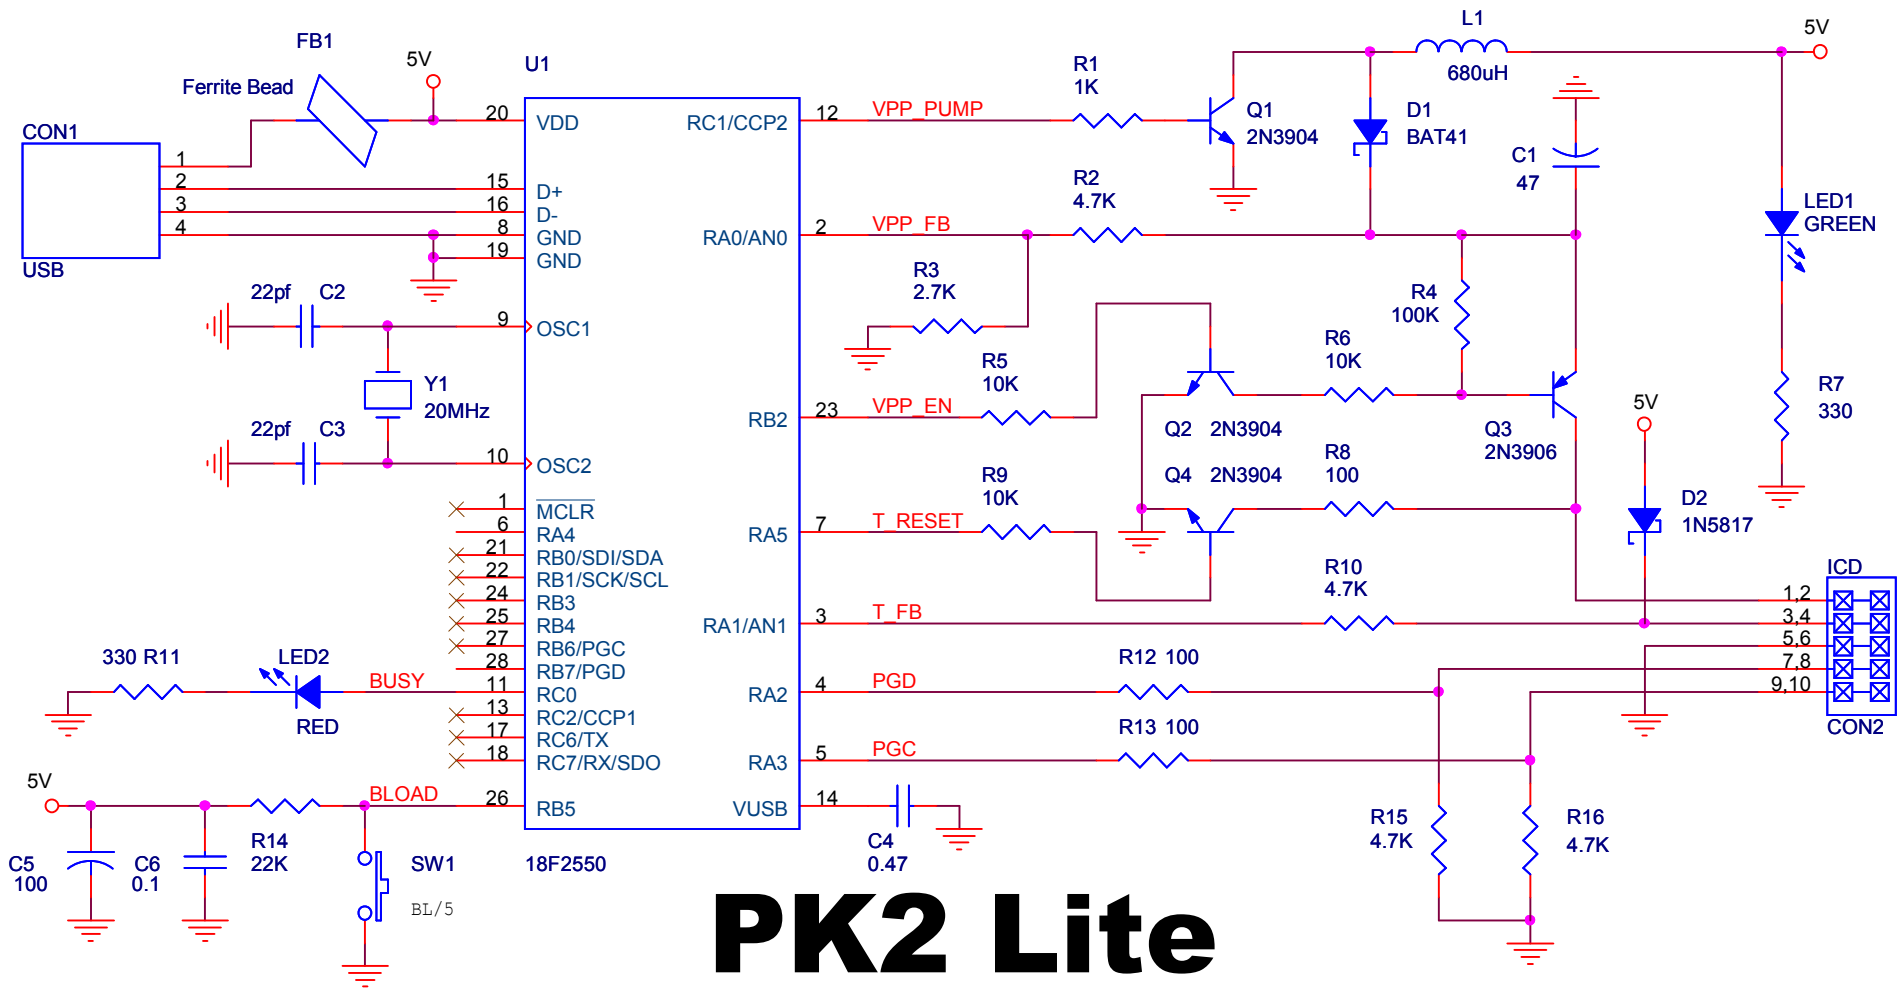 FB1
Ferrite Bead
5V
CON1
1
2
3
4
USB
U1
20 VDD
15 D+
16 D-
8 GND
19 GND
9 OSC1
10 OSC2
1 MCLR
6 RA4
21 RB0/SDI/SDA
22 RB1/SCK/SCL
24 RB3
25 RB4
27 RB6/PGC
28 RB7/PGD
11 RC0
13 RC2/CCP1
17 RC6/TX
18 RC7/RX/SDO
26 RB5
RC1/CCP2 12 VPP_PUMP
RA0/AN0 2 VPP_FB
RB2 23 VPP_EN
RA5 7 T_RESET
RA1/AN1 3 T_FB
RA2 4 PGD
RA3 5 PGC
VUSB 14
18F2550
22pf C2
Y1
20MHz
22pf C3
330 R11
LED2
RED
BUSY
5V
BLOAD
C5
100
C6
0.1
R14
22K
SW1
BL/5
R1
1K
Q1
2N3904
D1
BAT41
L1
680uH
5V
C1
47
LED1
GREEN
R2
4.7K
R3
2.7K
R4
100K
R5
10K
R6
10K
R7
330
Q2 2N3904
Q3
2N3906
Q4 2N3904
R8
100
R9
10K
5V
D2
1N5817
R10
4.7K
ICD
1,2
3,4
5,6
7,8
9,10
CON2
R12 100
R13 100
R15
4.7K
R16
4.7K
C4
0.47
PK2 Lite